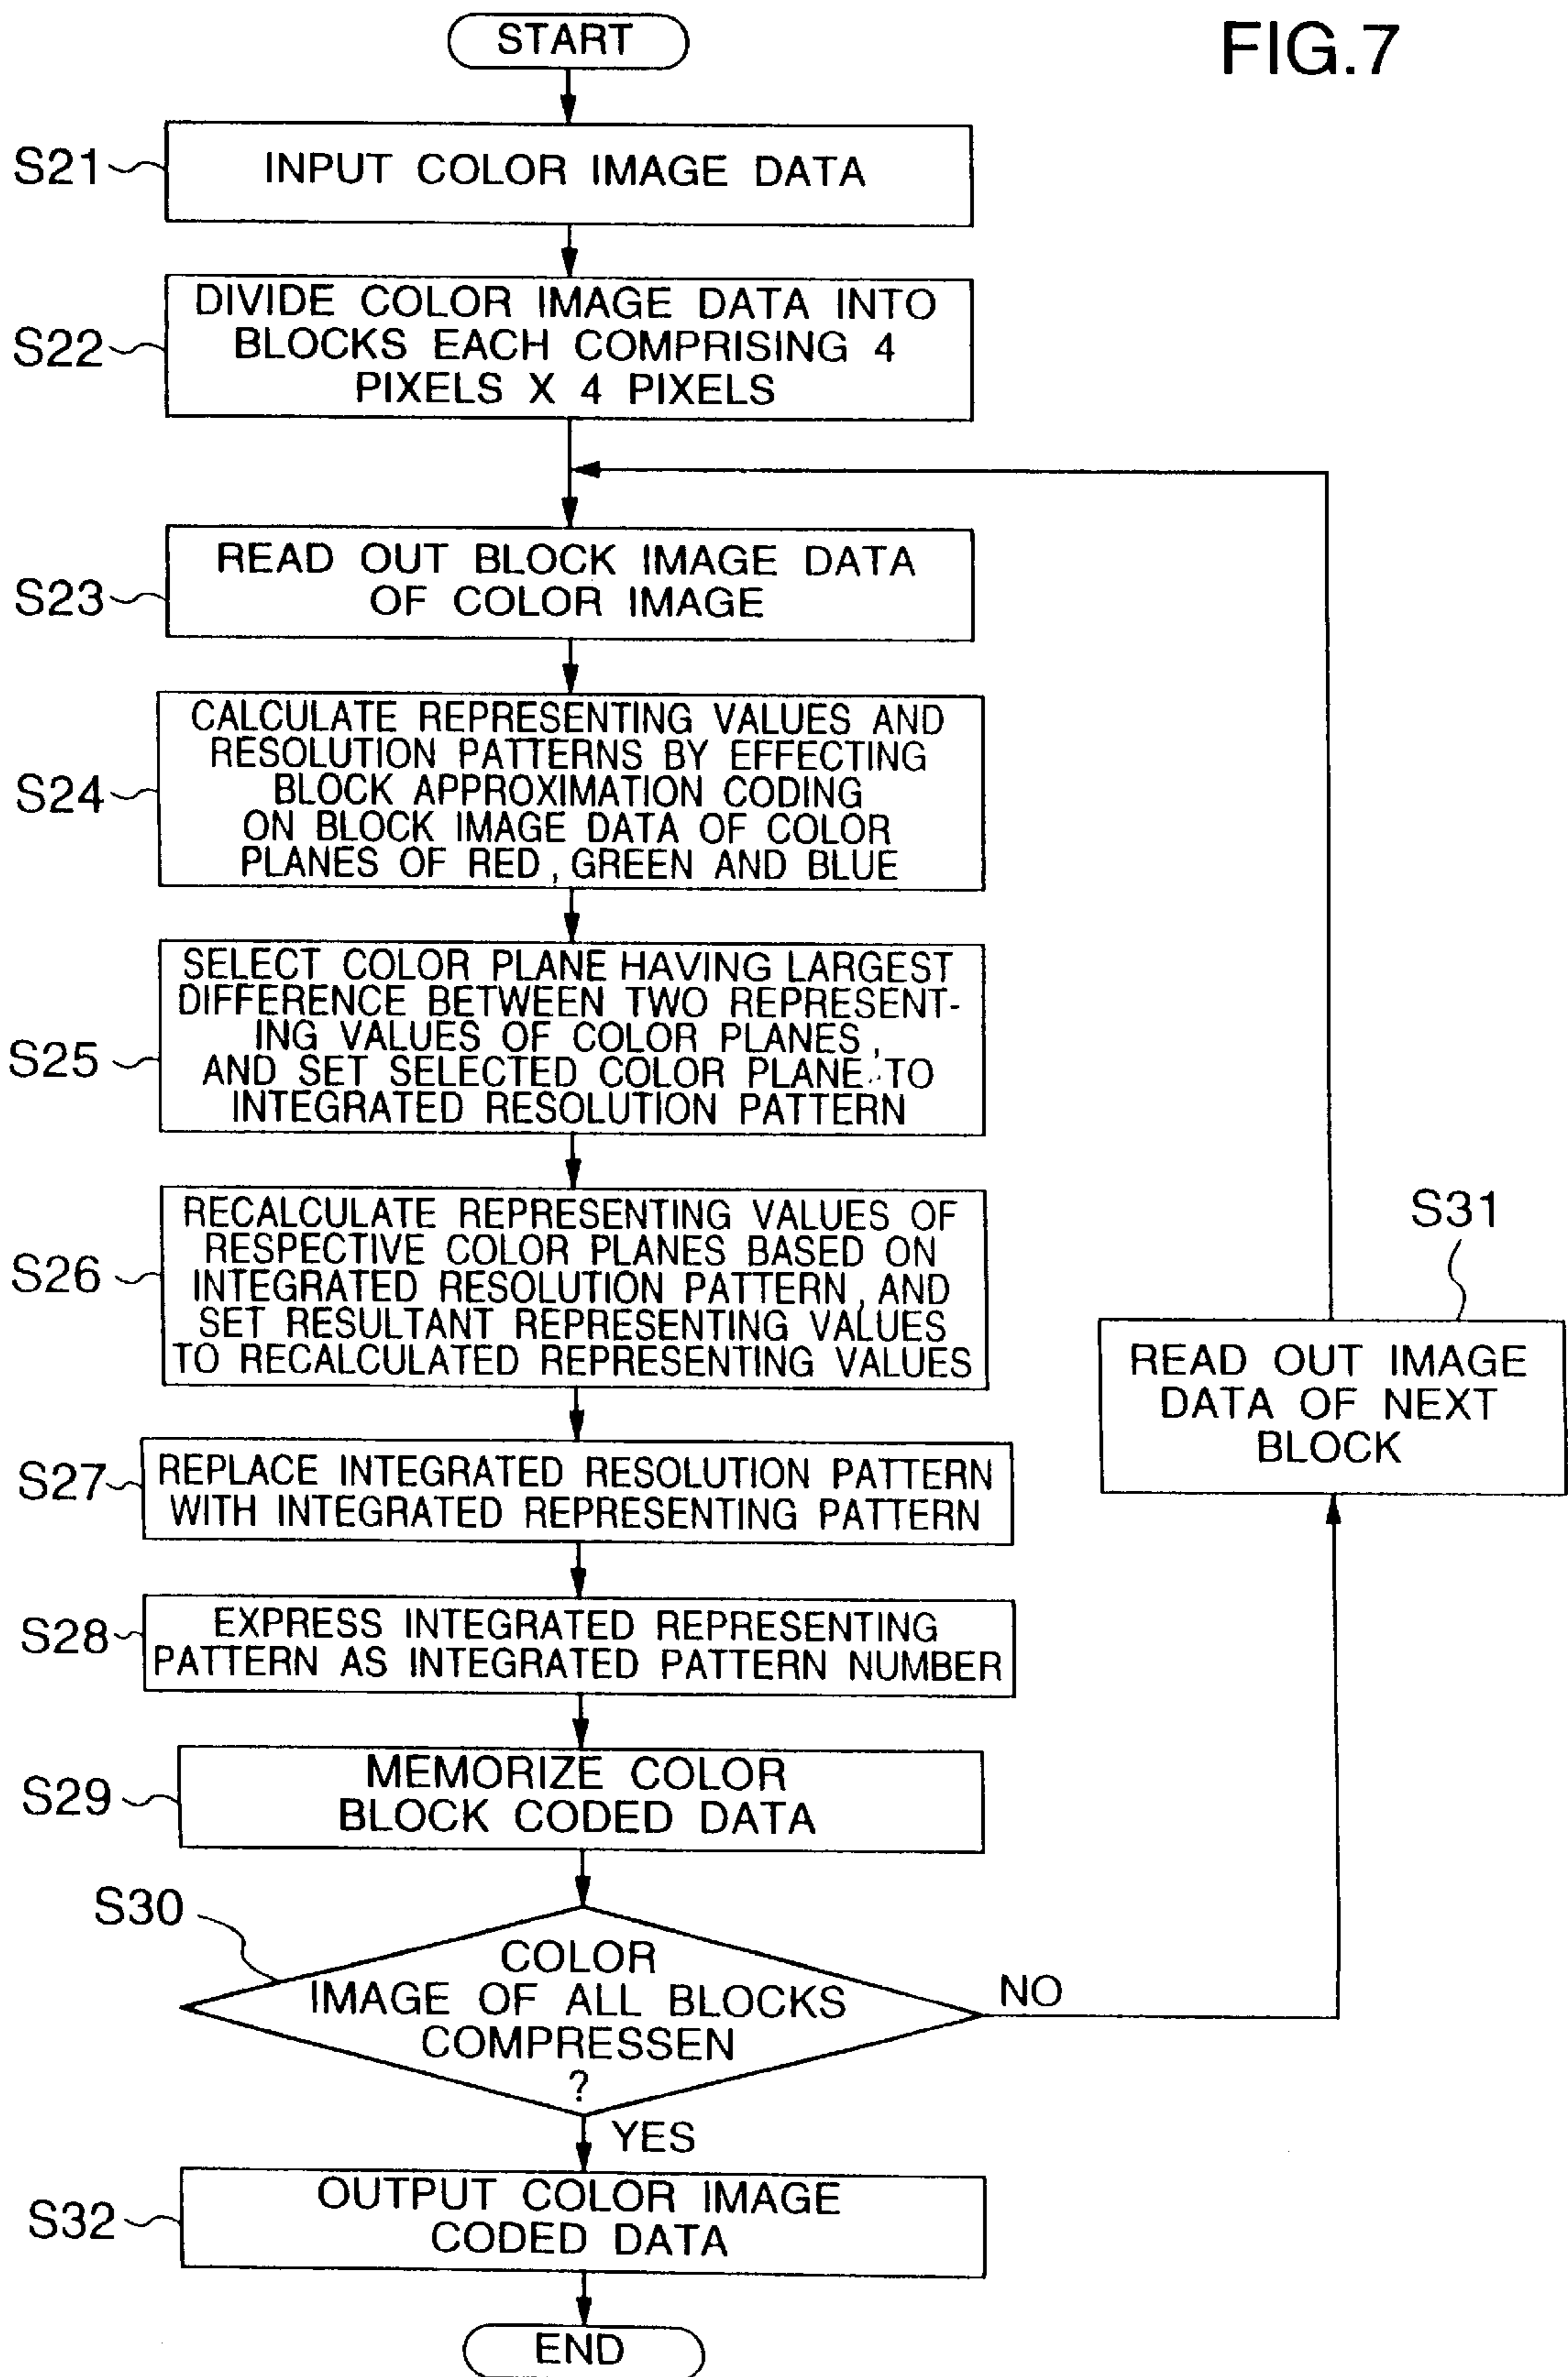 FIG.7
START
S21
INPUT COLOR IMAGE DATA
S22
DIVIDE COLOR IMAGE DATA INTO
BLOCKS EACH COMPRISING 4
PIXELS X 4 PIXELS
S23
READ OUT BLOCK IMAGE DATA
OF COLOR IMAGE
S24
CALCULATE REPRESENTING VALUES AND
RESOLUTION PATTERNS BY EFFECTING
BLOCK APPROXIMATION CODING
ON BLOCK IMAGE DATA OF COLOR
PLANES OF RED, GREEN AND BLUE
S25
SELECT COLOR PLANE HAVING LARGEST
DIFFERENCE BETWEEN TWO REPRESENT-
ING VALUES OF COLOR PLANES,
AND SET SELECTED COLOR PLANE TO
INTEGRATED RESOLUTION PATTERN
S26
RECALCULATE REPRESENTING VALUES OF
RESPECTIVE COLOR PLANES BASED ON
INTEGRATED RESOLUTION PATTERN, AND
SET RESULTANT REPRESENTING VALUES
TO RECALCULATED REPRESENTING VALUES
S27
REPLACE INTEGRATED RESOLUTION PATTERN
WITH INTEGRATED REPRESENTING PATTERN
S28
EXPRESS INTEGRATED REPRESENTING
PATTERN AS INTEGRATED PATTERN NUMBER
S29
MEMORIZE COLOR
BLOCK CODED DATA
S30
COLOR
IMAGE OF ALL BLOCKS
COMPRESSEN
?
NO
S31
READ OUT IMAGE
DATA OF NEXT
BLOCK
YES
S32
OUTPUT COLOR IMAGE
CODED DATA
END